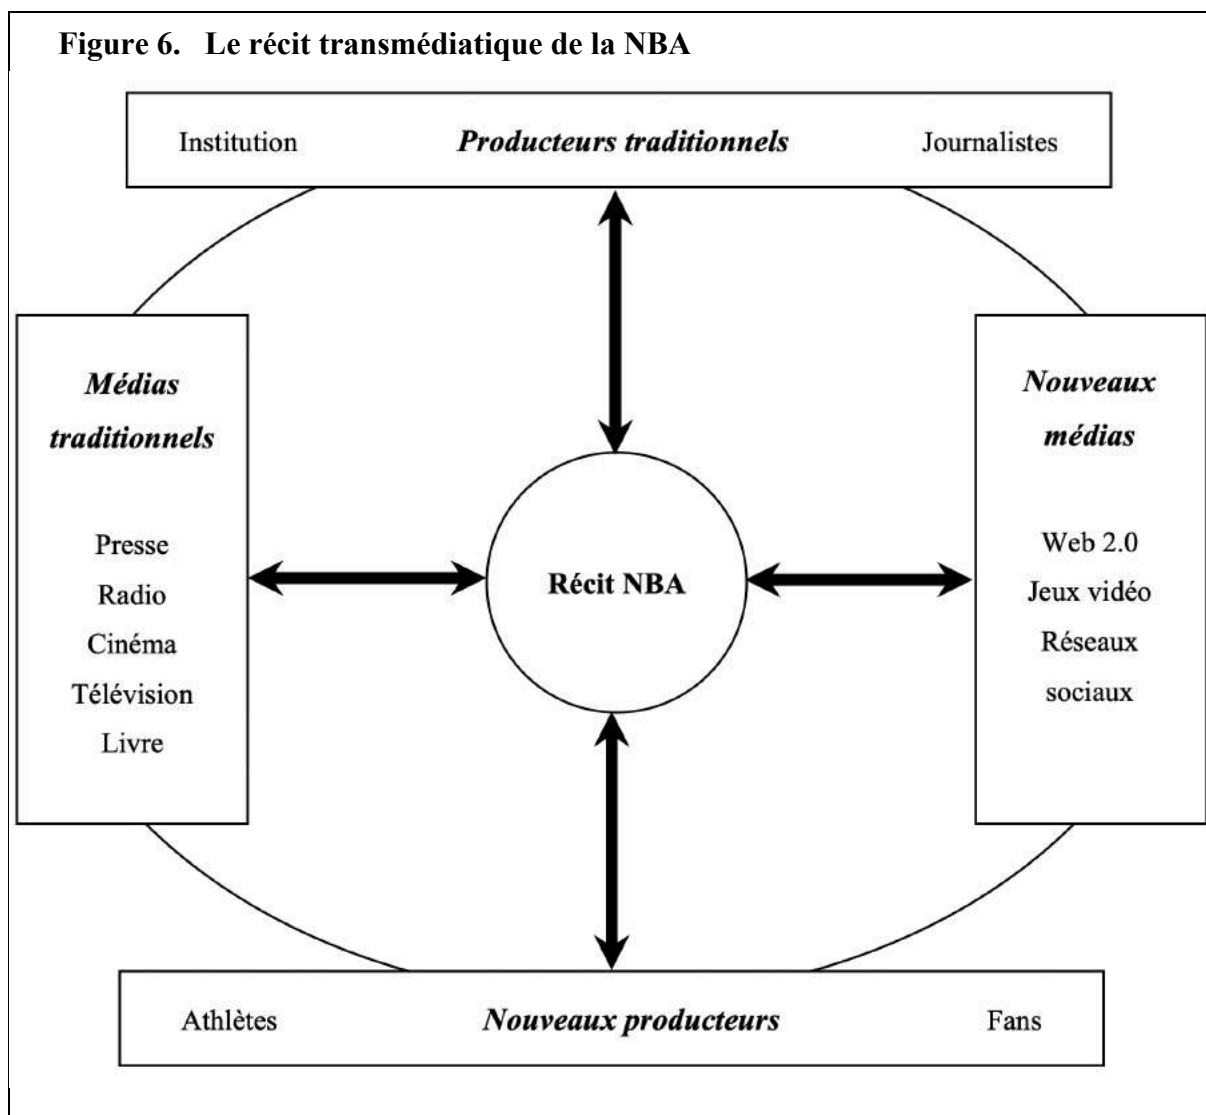 Figure 6. Le récit transmédiatique de la NBA
Institution Producteurs traditionnels Journalistes
Médias
traditionnels
Presse
Radio
Cinéma
Télévision
Livre
Récit NBA
Nouveaux
médias
Web 2.0
Jeux vidéo
Réseaux
sociaux
Athlètes Nouveaux producteurs Fans